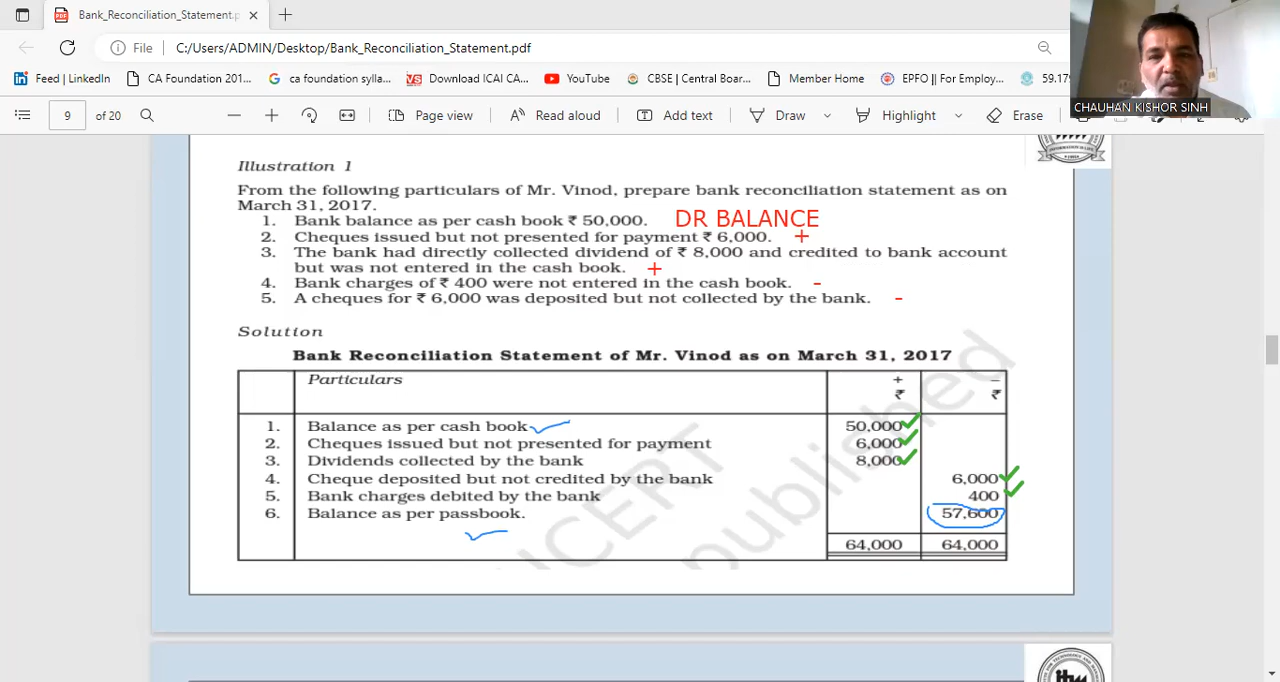 Bank_Reconciliation_Statement.p
File C:/Users/ADMIN/Desktop/Bank_Reconciliation_Statement.pdf
Feed | LinkedIn CA Foundation 201... ca foundation sylla... Download ICAI CA... YouTube CBSE | Central Boar... Member Home EPFO || For Employ... 59.179
9 of 20 Page view Read aloud Add text Draw Highlight Erase
CHAUHAN KISHOR SINH
Illustration 1
From the following particulars of Mr. Vinod, prepare bank reconciliation statement as on
March 31, 2017.
1. Bank balance as per cash book ₹ 50,000. DR BALANCE
2. Cheques issued but not presented for payment ₹ 6,000. +
3. The bank had directly collected dividend of ₹ 8,000 and credited to bank account
but was not entered in the cash book. +
4. Bank charges of ₹ 400 were not entered in the cash book. -
5. A cheques for ₹ 6,000 was deposited but not collected by the bank. -
Solution
Bank Reconciliation Statement of Mr. Vinod as on March 31, 2017
Particulars + −
₹ ₹
1. Balance as per cash book 50,000
2. Cheques issued but not presented for payment 6,000
3. Dividends collected by the bank 8,000
4. Cheque deposited but not credited by the bank 6,000
5. Bank charges debited by the bank 400
6. Balance as per passbook. 57,600
64,000 64,000
NCERT
published